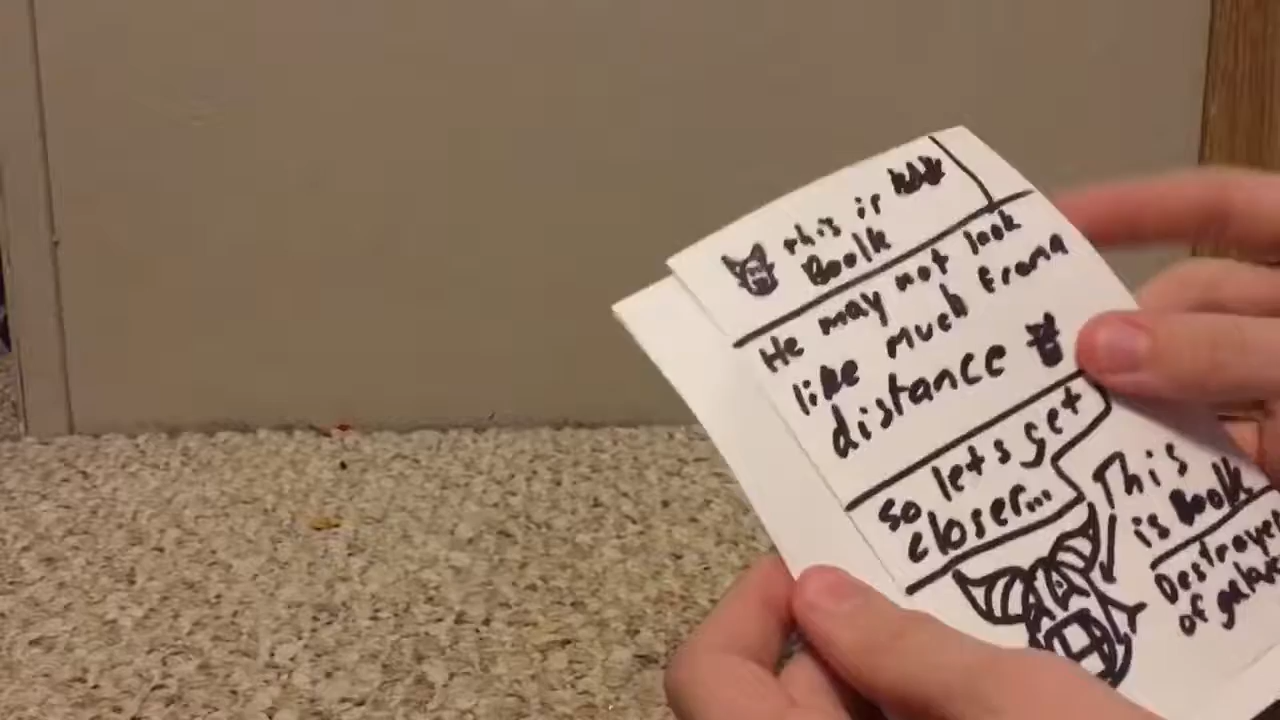 this is
Boolk
He may not look
like much from a
distance
so lets get
closer...
This
is Boolk
Destroyer
of